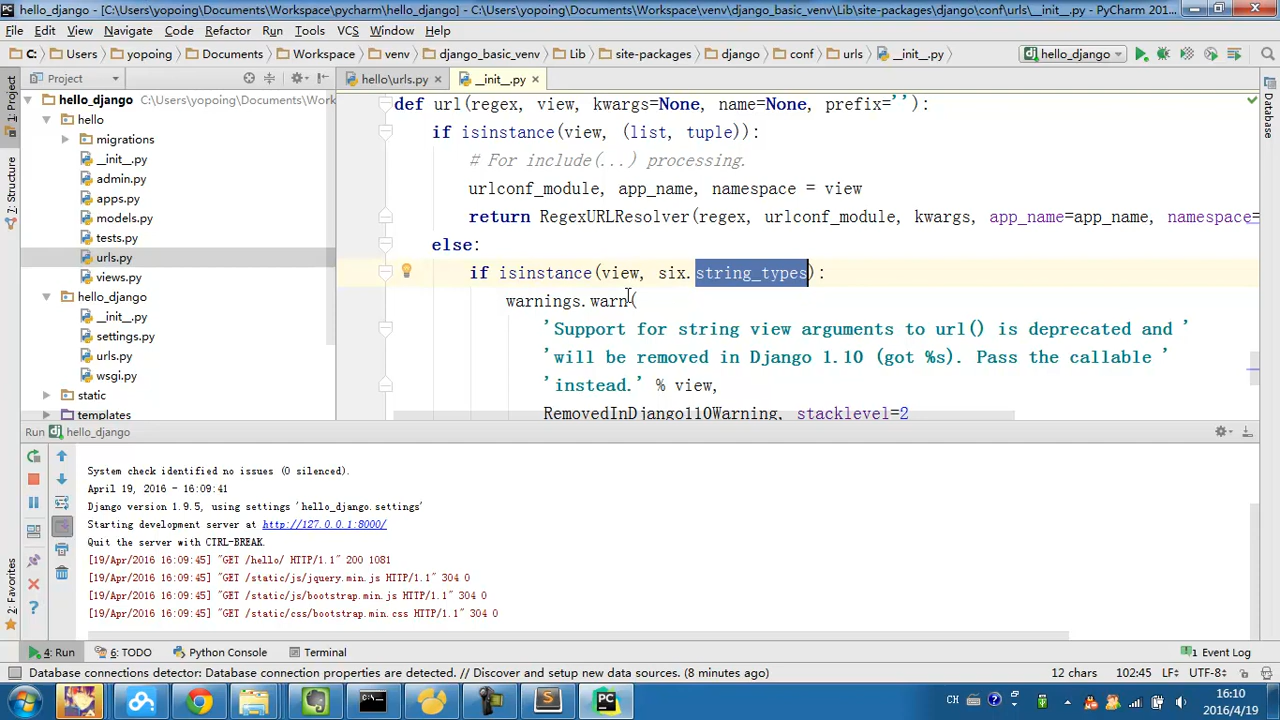 hello_django - [C:\Users\yopoing\Documents\Workspace\pycharm\hello_django] - C:\Users\yopoing\Documents\Workspace\venv\django_basic_venv\Lib\site-packages\django\conf\urls\__init__.py - PyCharm 201...
File Edit View Navigate Code Refactor Run Tools VCS Window Help
C: Users yopoing Documents Workspace venv django_basic_venv Lib site-packages django conf urls __init__.py hello_django
Project hello\urls.py __init__.py
hello_django C:\Users\yopoing\Documents\Work
hello
migrations
__init__.py
admin.py
apps.py
models.py
tests.py
urls.py
views.py
hello_django
__init__.py
settings.py
urls.py
wsgi.py
static
templates
1: Project
7: Structure
2: Favorites
Database
def url(regex, view, kwargs=None, name=None, prefix=''):
if isinstance(view, (list, tuple)):
# For include(...) processing.
urlconf_module, app_name, namespace = view
return RegexURLResolver(regex, urlconf_module, kwargs, app_name=app_name, namespace=
else:
if isinstance(view, six.string_types):
warnings.warn(
'Support for string view arguments to url() is deprecated and '
'will be removed in Django 1.10 (got %s). Pass the callable '
'instead.' % view,
RemovedInDjango110Warning, stacklevel=2
Run hello_django
System check identified no issues (0 silenced).
April 19, 2016 - 16:09:41
Django version 1.9.5, using settings 'hello_django.settings'
Starting development server at http://127.0.0.1:8000/
Quit the server with CTRL-BREAK.
[19/Apr/2016 16:09:45] "GET /hello/ HTTP/1.1" 200 1081
[19/Apr/2016 16:09:45] "GET /static/js/jquery.min.js HTTP/1.1" 304 0
[19/Apr/2016 16:09:45] "GET /static/js/bootstrap.min.js HTTP/1.1" 304 0
[19/Apr/2016 16:09:45] "GET /static/css/bootstrap.min.css HTTP/1.1" 304 0
4: Run 6: TODO Python Console Terminal 1 Event Log
Database connections detector: Database connection properties are detected. // Discover and setup new data sources. (8 minutes ago) 12 chars 102:45 LF÷ UTF-8÷
CH 16:10
2016/4/19